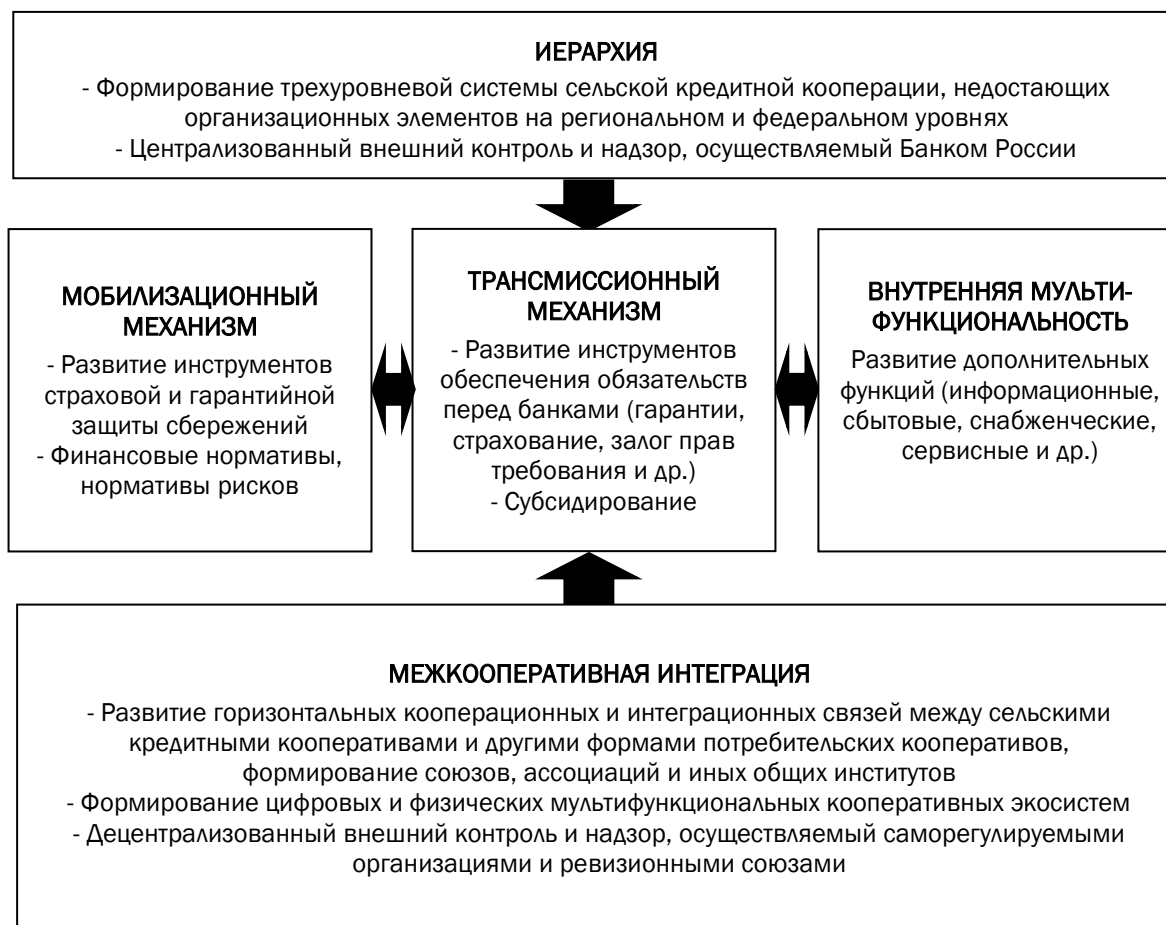 ИЕРАРХИЯ
- Формирование трехуровневой системы сельской кредитной кооперации, недостающих
организационных элементов на региональном и федеральном уровнях
- Централизованный внешний контроль и надзор, осуществляемый Банком России
МОБИЛИЗАЦИОННЫЙ
МЕХАНИЗМ
- Развитие инструментов
страховой и гарантийной
защиты сбережений
- Финансовые нормативы,
нормативы рисков
ТРАНСМИССИОННЫЙ
МЕХАНИЗМ
- Развитие инструментов
обеспечения обязательств
перед банками (гарантии,
страхование, залог прав
требования и др.)
- Субсидирование
ВНУТРЕННЯЯ МУЛЬТИ-
ФУНКЦИОНАЛЬНОСТЬ
Развитие дополнительных
функций (информационные,
сбытовые, снабженческие,
сервисные и др.)
МЕЖКООПЕРАТИВНАЯ ИНТЕГРАЦИЯ
- Развитие горизонтальных кооперационных и интеграционных связей между сельскими
кредитными кооперативами и другими формами потребительских кооперативов,
формирование союзов, ассоциаций и иных общих институтов
- Формирование цифровых и физических мультифункциональных кооперативных экосистем
- Децентрализованный внешний контроль и надзор, осуществляемый саморегулируемыми
организациями и ревизионными союзами